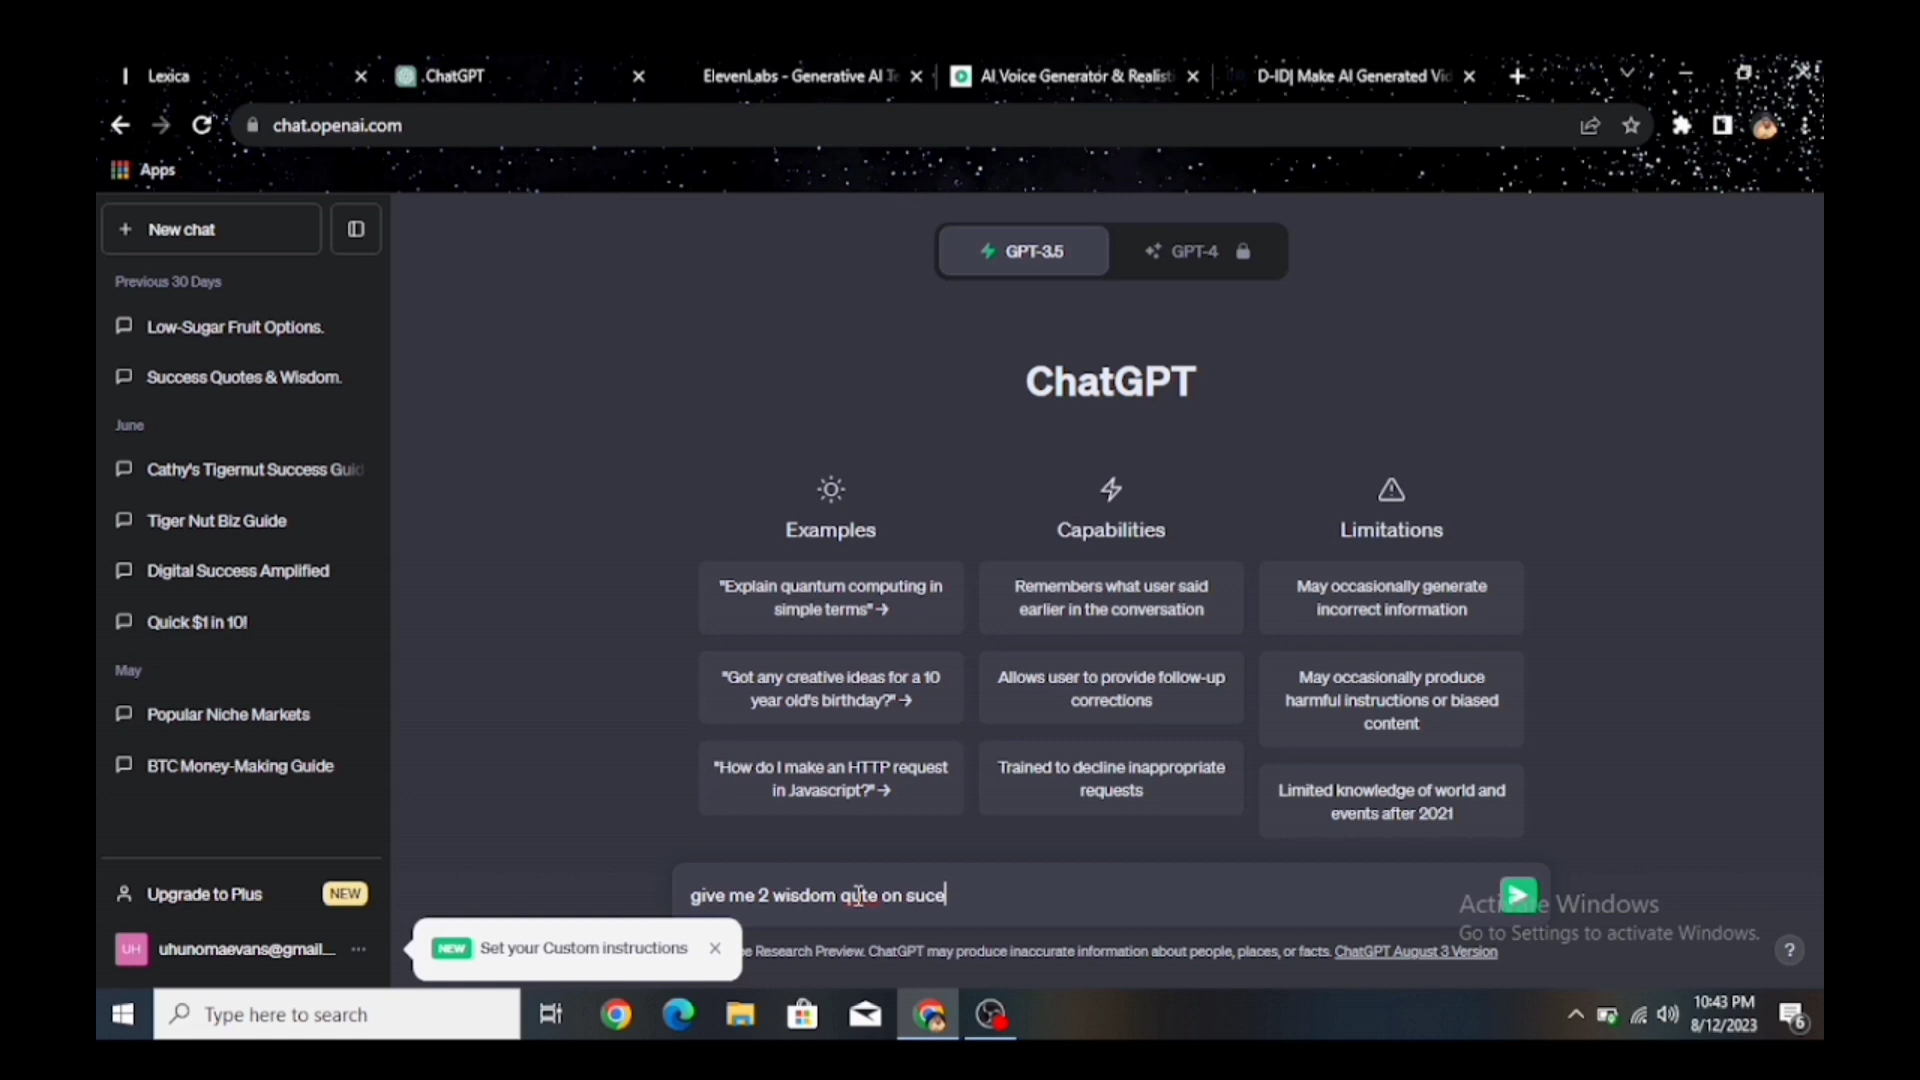 Lexica
ChatGPT
ElevenLabs - Generative AI Te
AI Voice Generator & Realist
D-ID| Make AI Generated Vid
chat.openai.com
Apps
New chat
Previous 30 Days
Low-Sugar Fruit Options.
Success Quotes & Wisdom.
June
Cathy's Tigernut Success Guid
Tiger Nut Biz Guide
Digital Success Amplified
Quick $1 in 10!
May
Popular Niche Markets
BTC Money-Making Guide
Upgrade to Plus
NEW
UH
uhunomaevans@gmail....
GPT-3.5
GPT-4
ChatGPT
Examples
"Explain quantum computing in
simple terms" →
"Got any creative ideas for a 10
year old's birthday?" →
"How do I make an HTTP request
in Javascript?" →
Capabilities
Remembers what user said
earlier in the conversation
Allows user to provide follow-up
corrections
Trained to decline inappropriate
requests
Limitations
May occasionally generate
incorrect information
May occasionally produce
harmful instructions or biased
content
Limited knowledge of world and
events after 2021
give me 2 wisdom qute on suce
Activate Windows
Go to Settings to activate Windows.
NEW Set your Custom instructions
Research Preview. ChatGPT may produce inaccurate information about people, places, or facts. ChatGPT August 3 Version
?
Type here to search
10:43 PM
8/12/2023
6